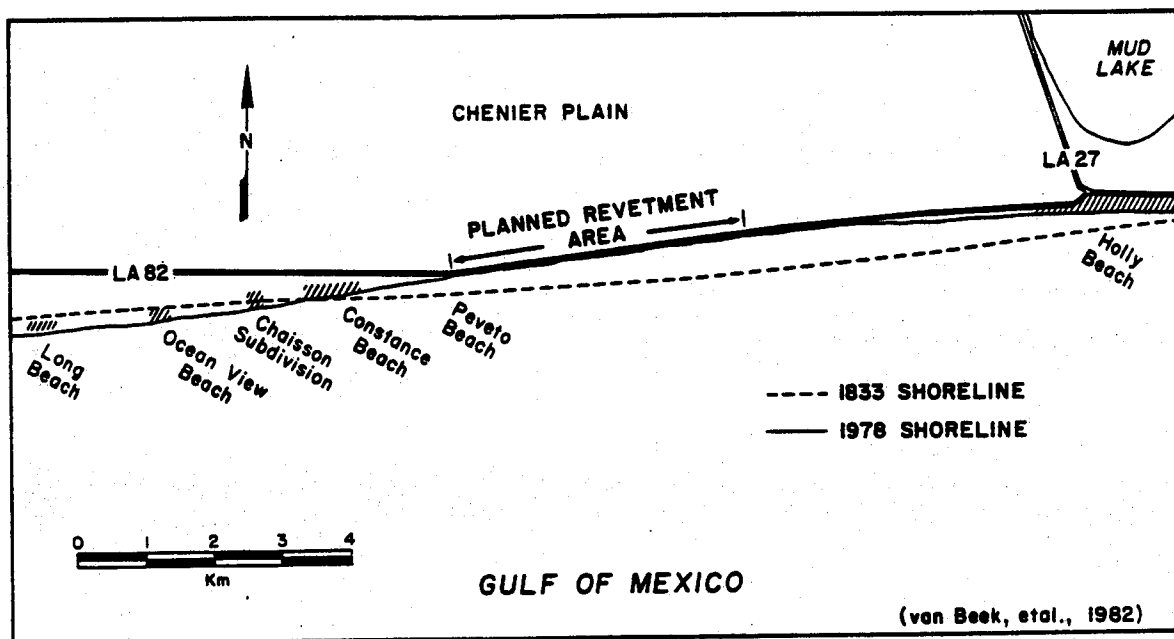 MUD
LAKE
CHENIER PLAIN
N
LA 27
PLANNED REVETMENT
AREA
LA 82
Holly
Beach
Peveto
Beach
Constance
Beach
Chaisson
Subdivision
Ocean View
Beach
Long
Beach
1833 SHORELINE
1978 SHORELINE
0 1 2 3 4
Km
GULF OF MEXICO
(van Beek, etal., 1982)